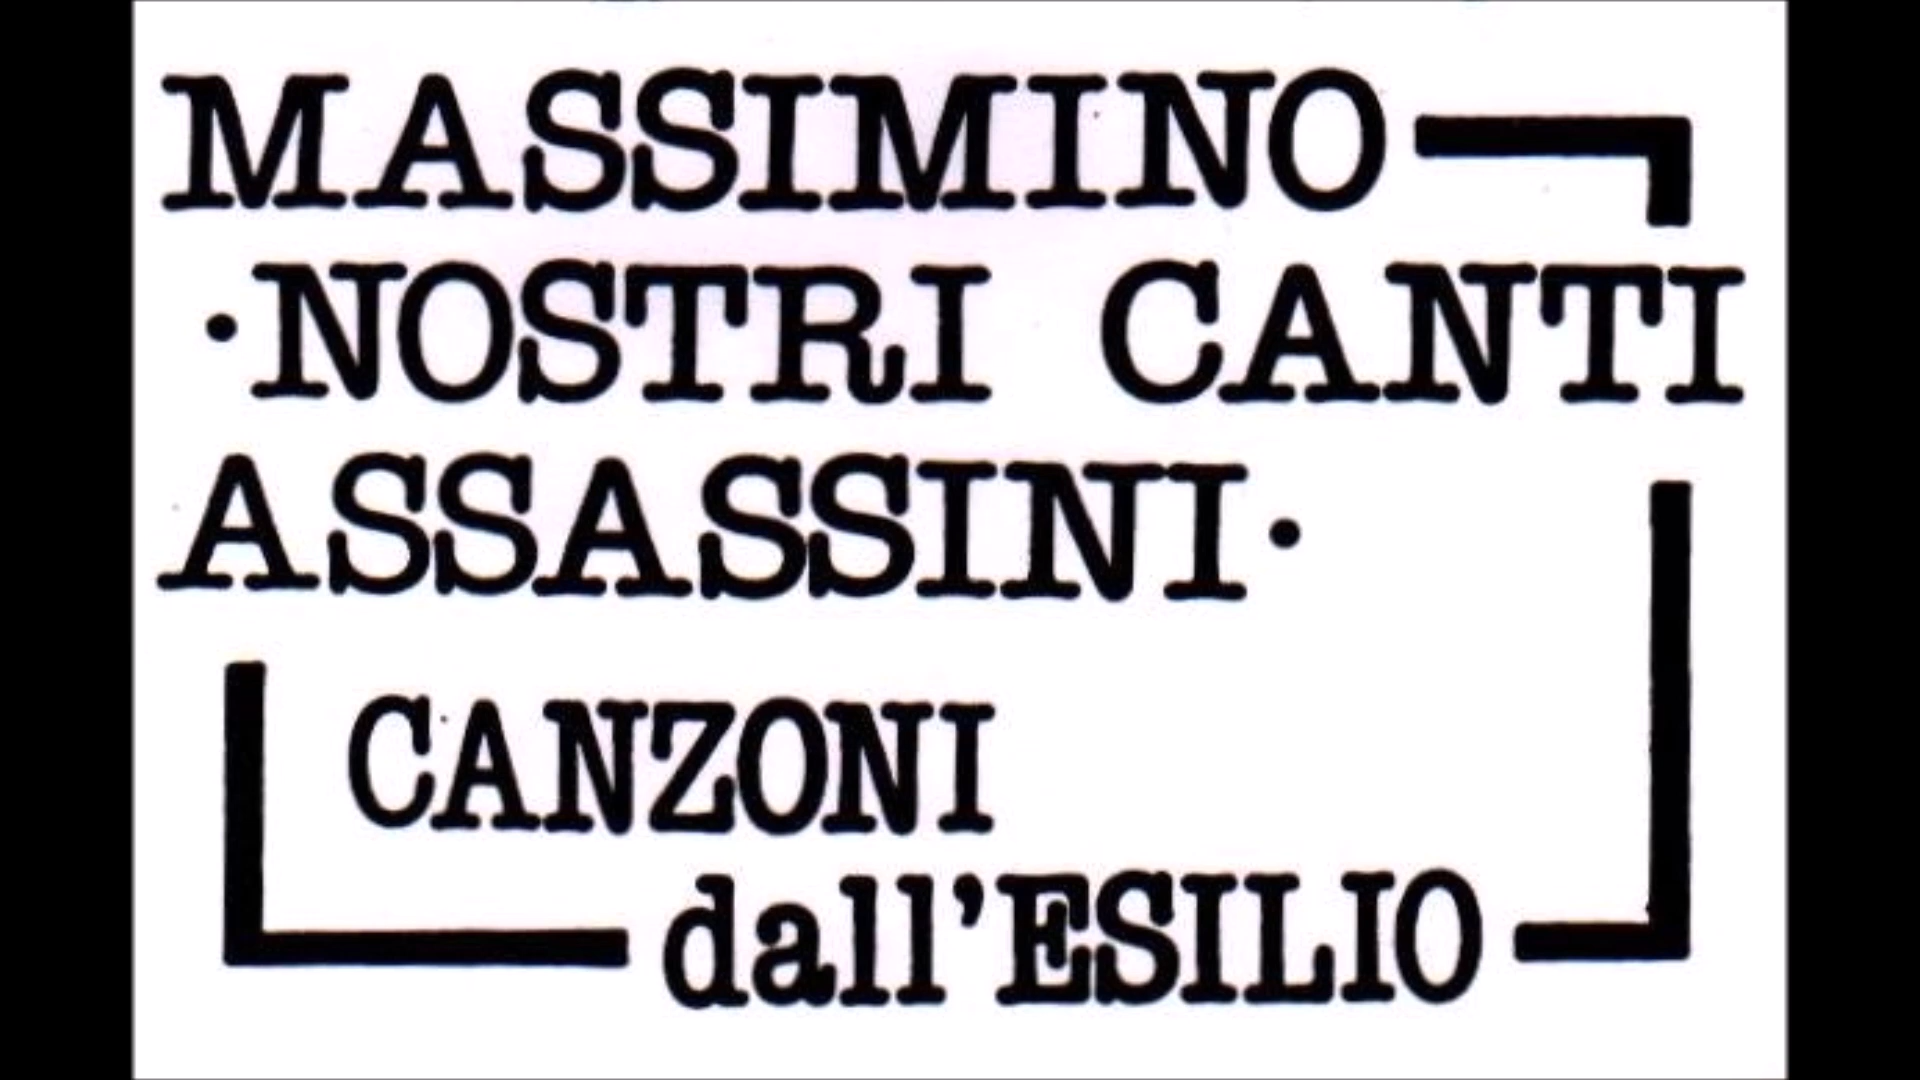 MASSIMINO
·NOSTRI CANTI
ASSASSINI·
CANZONI
dall'ESILIO